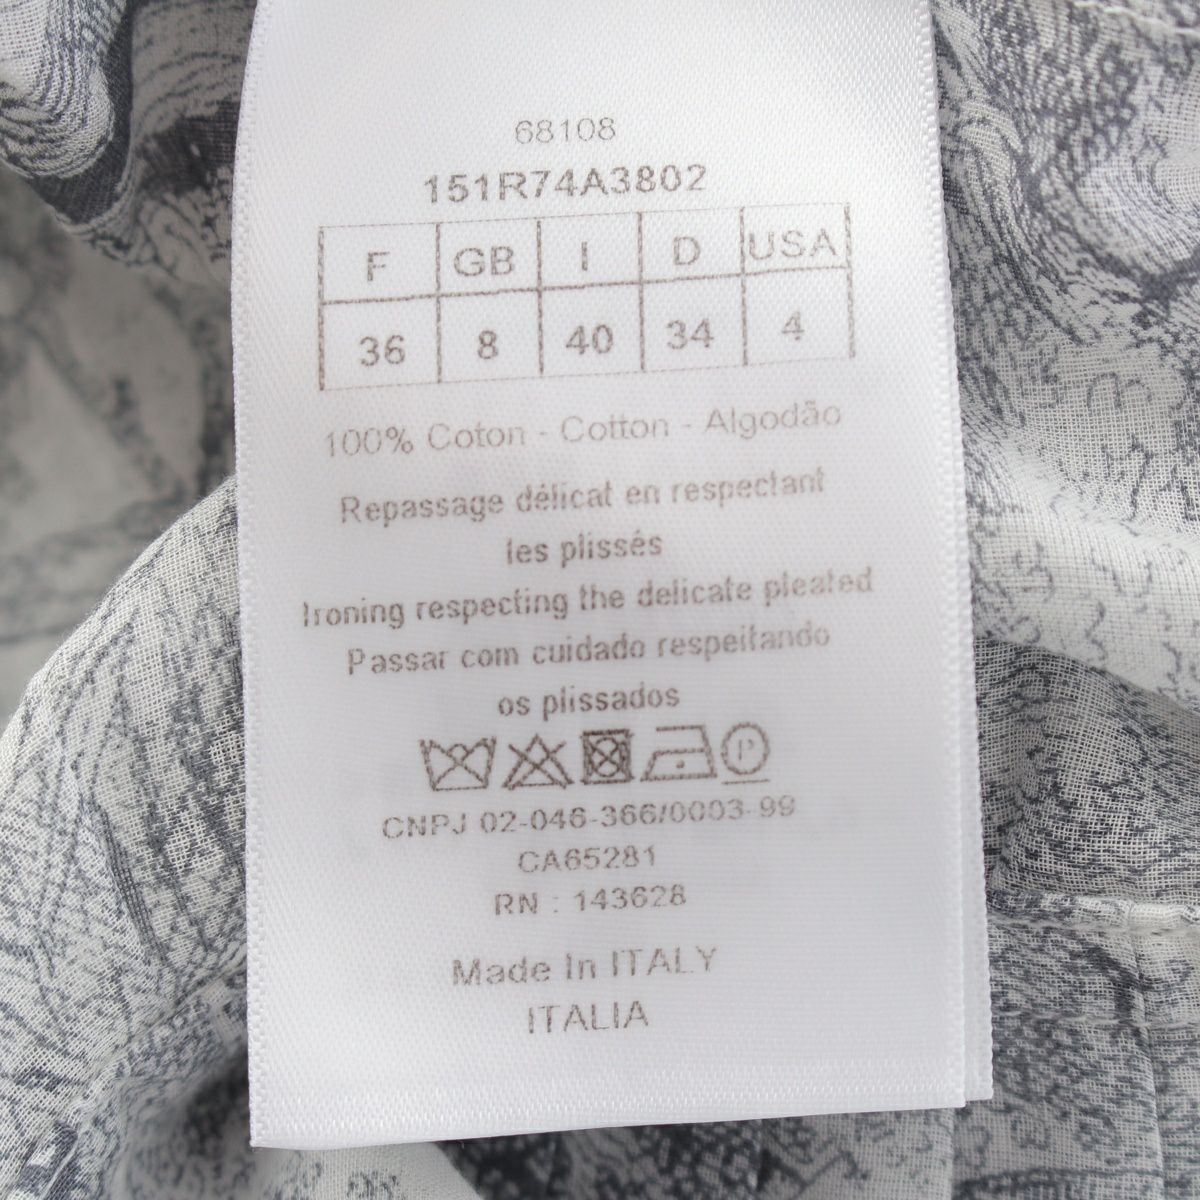 68108
151R74A3802
F GB I D USA
36 8 40 34 4
100% Coton - Cotton - Algodão
Repassage délicat en respectant
les plissés
Ironing respecting the delicate pleated
Passar com cuidado respeitando
os plissados
P
CNPJ 02-046-366/0003-99
CA65281
RN : 143628
Made In ITALY
ITALIA